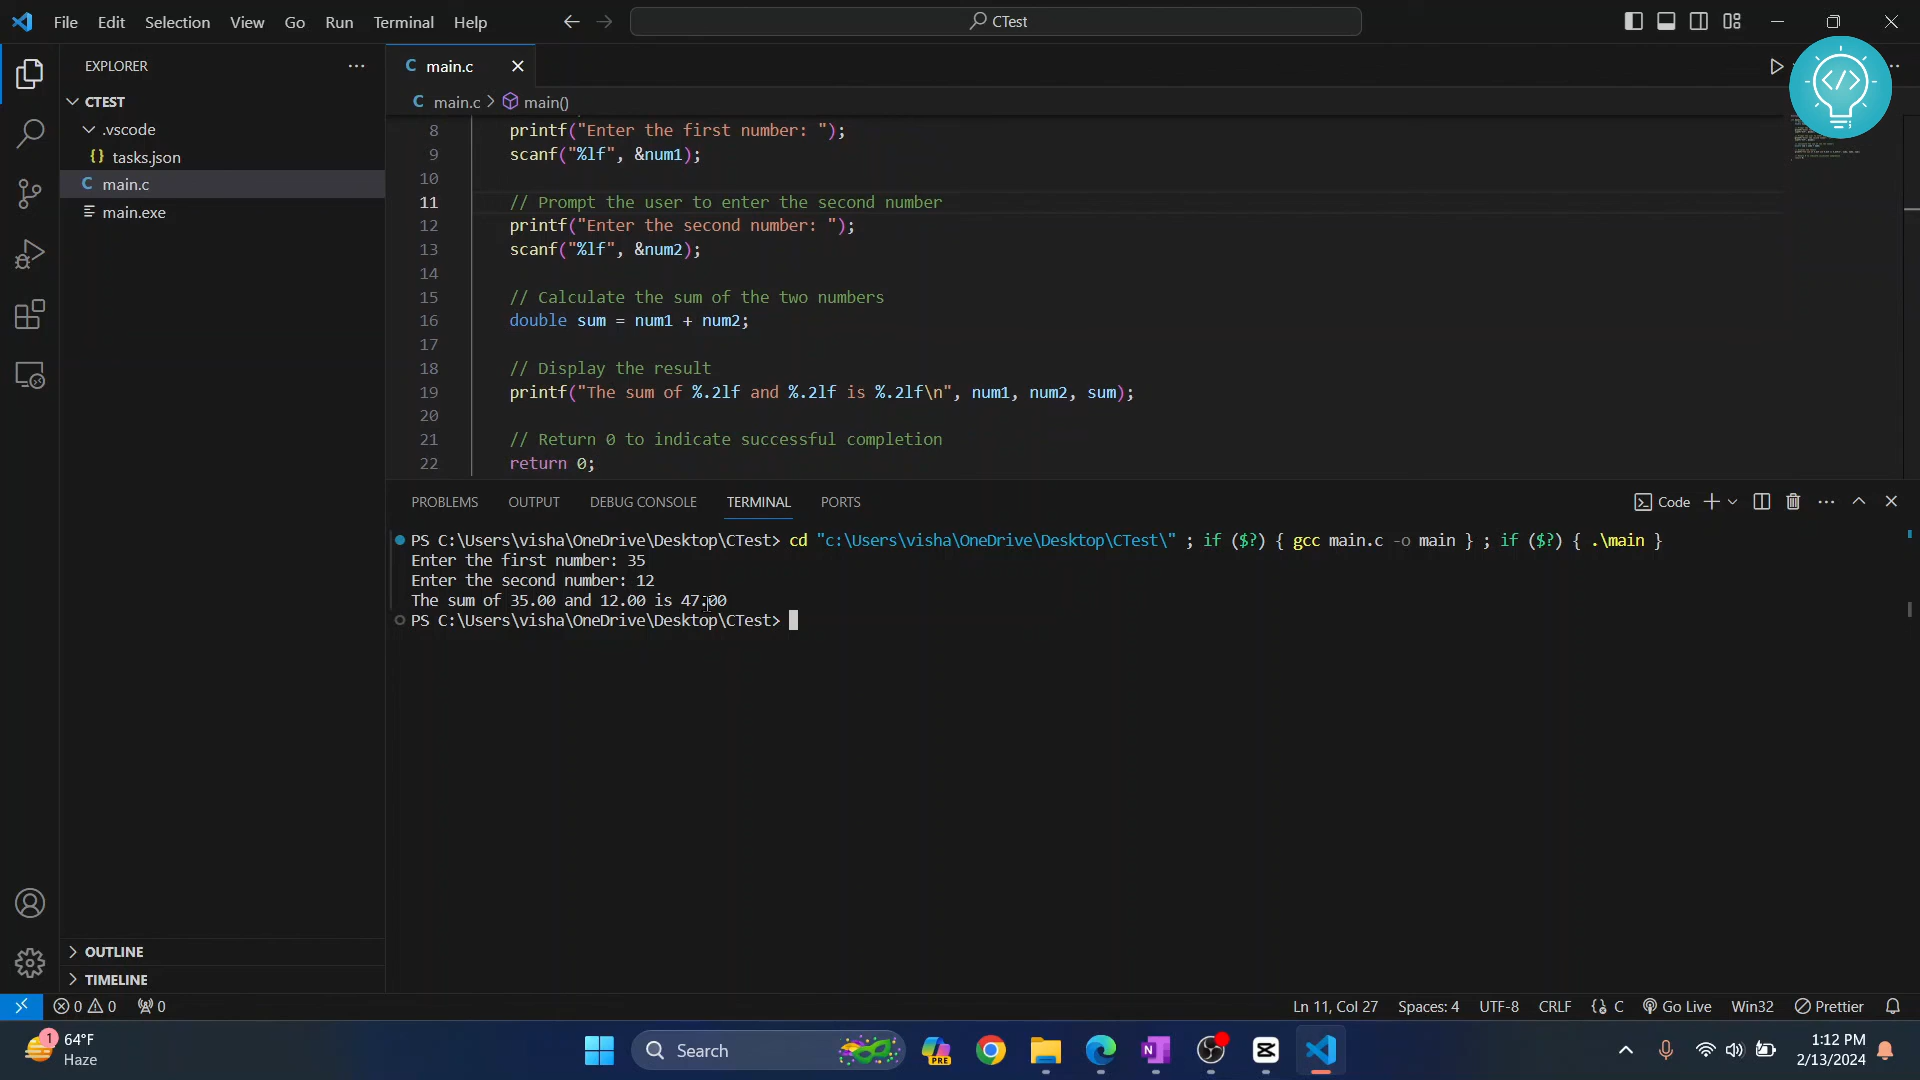 File Edit Selection View Go Run Terminal Help
CTest
EXPLORER
CTEST
.vscode
tasks.json
main.c
main.exe
OUTLINE
TIMELINE
main.c
main.c > main()
8 printf("Enter the first number: ");
9 scanf("%lf", &num1);
10
11 // Prompt the user to enter the second number
12 printf("Enter the second number: ");
13 scanf("%lf", &num2);
14
15 // Calculate the sum of the two numbers
16 double sum = num1 + num2;
17
18 // Display the result
19 printf("The sum of %.2lf and %.2lf is %.2lf\n", num1, num2, sum);
20
21 // Return 0 to indicate successful completion
22 return 0;
PROBLEMS OUTPUT DEBUG CONSOLE TERMINAL PORTS
Code
PS C:\Users\visha\OneDrive\Desktop\CTest> cd "c:\Users\visha\OneDrive\Desktop\CTest\" ; if ($?) { gcc main.c -o main } ; if ($?) { .\main }
Enter the first number: 35
Enter the second number: 12
The sum of 35.00 and 12.00 is 47.00
PS C:\Users\visha\OneDrive\Desktop\CTest>
0 0 0
Ln 11, Col 27 Spaces: 4 UTF-8 CRLF {} C Go Live Win32 Prettier
1
64°F
Haze
Search
PRE
1:12 PM
2/13/2024